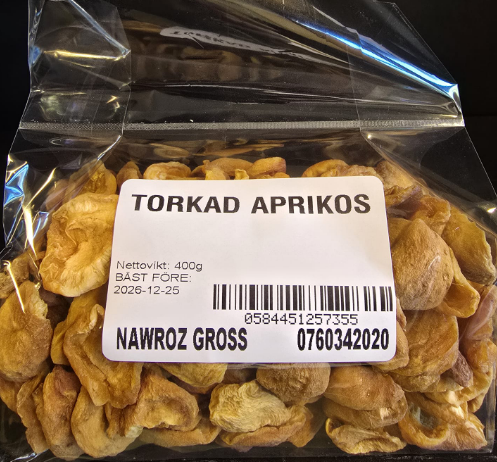 TORKAD APRIKOS
Nettovikt: 400g
BÄST FÖRE:
2026-12-25
0584451257355
NAWROZ GROSS 0760342020